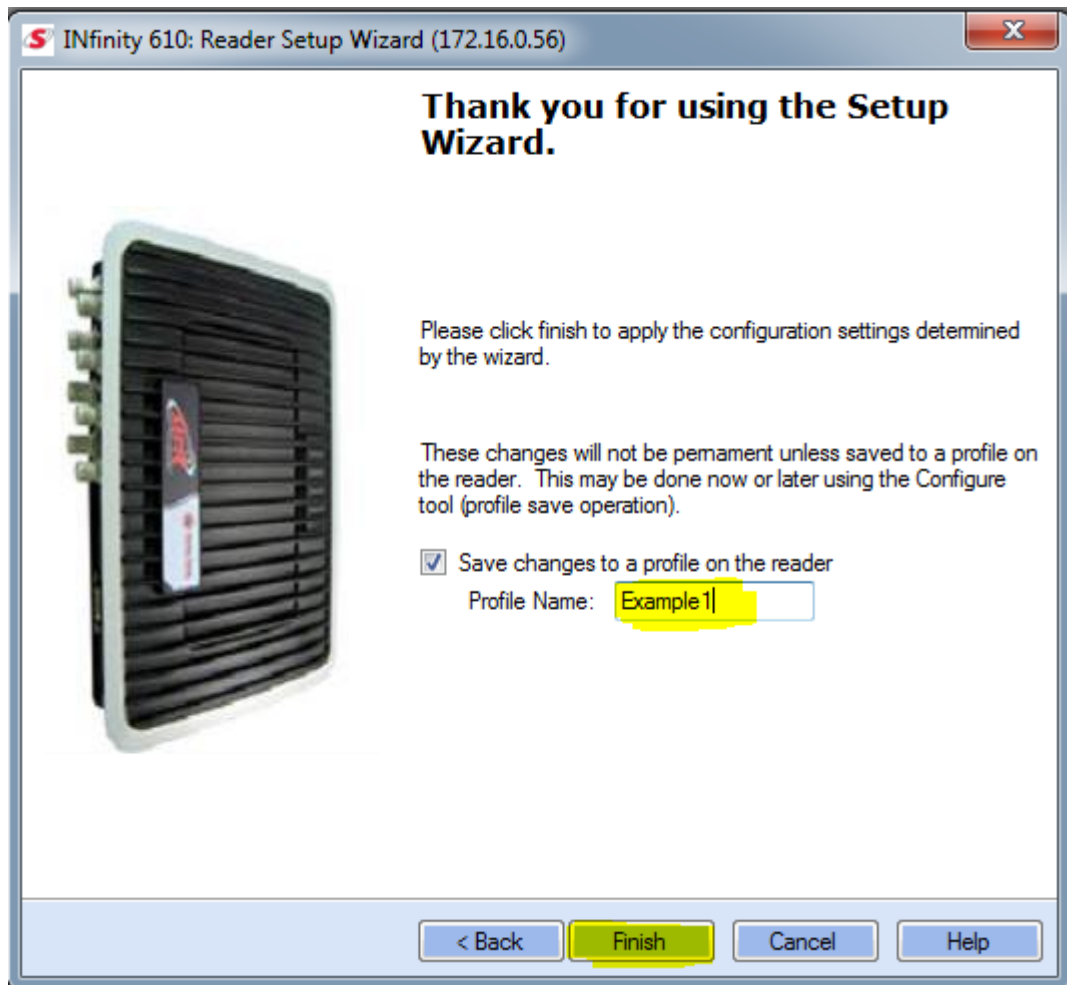 INfinity 610: Reader Setup Wizard (172.16.0.56)
Thank you for using the Setup
Wizard.
Please click finish to apply the configuration settings determined
by the wizard.
These changes will not be pernament unless saved to a profile on
the reader. This may be done now or later using the Configure
tool (profile save operation).
Save changes to a profile on the reader
Profile Name: Example1
< Back Finish Cancel Help